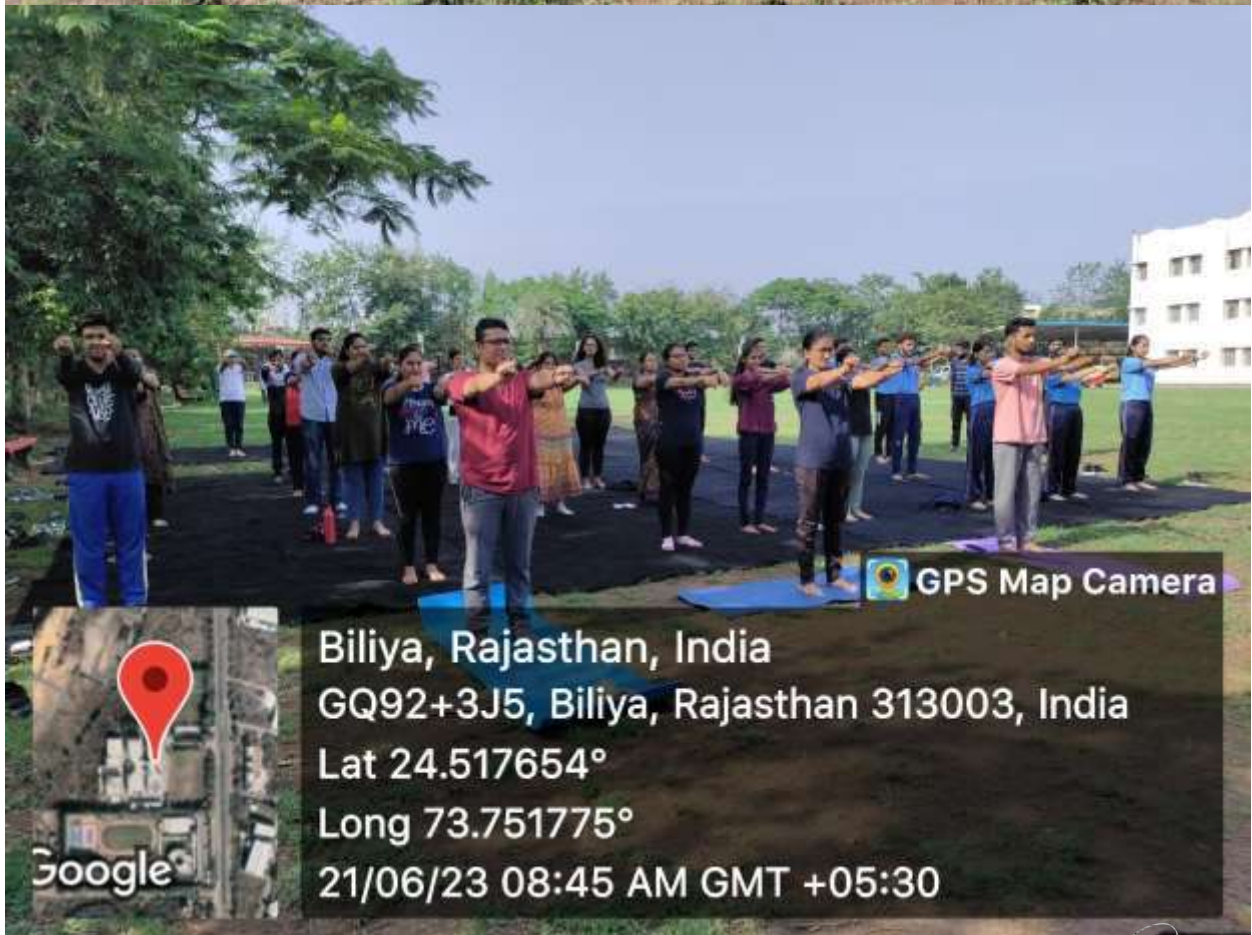 GPS Map Camera
Biliya, Rajasthan, India
GQ92+3J5, Biliya, Rajasthan 313003, India
Lat 24.517654°
Long 73.751775°
21/06/23 08:45 AM GMT +05:30
Google